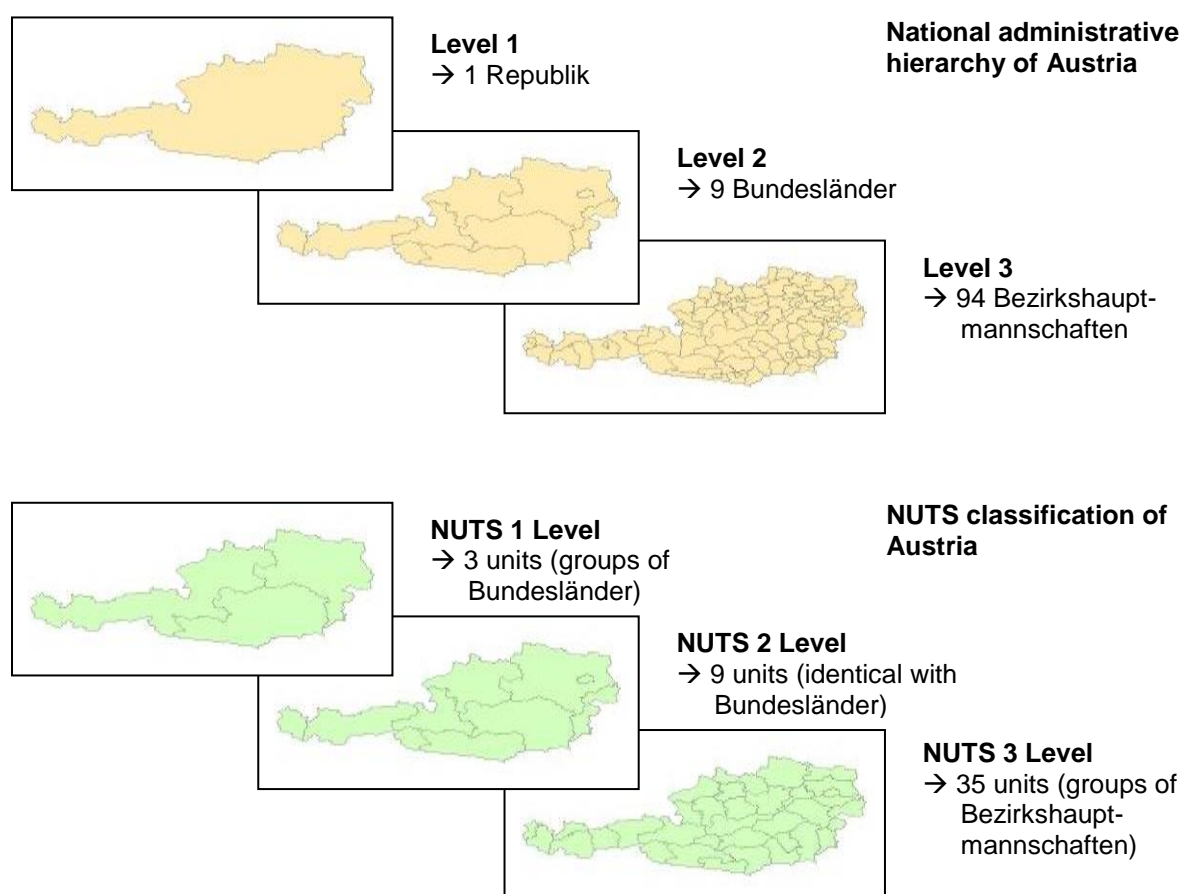 National administrative
hierarchy of Austria
Level 1
→ 1 Republik
Level 2
→ 9 Bundesländer
Level 3
→ 94 Bezirkshaupt-
mannschaften
NUTS classification of
Austria
NUTS 1 Level
→ 3 units (groups of
Bundesländer)
NUTS 2 Level
→ 9 units (identical with
Bundesländer)
NUTS 3 Level
→ 35 units (groups of
Bezirkshaupt-
mannschaften)